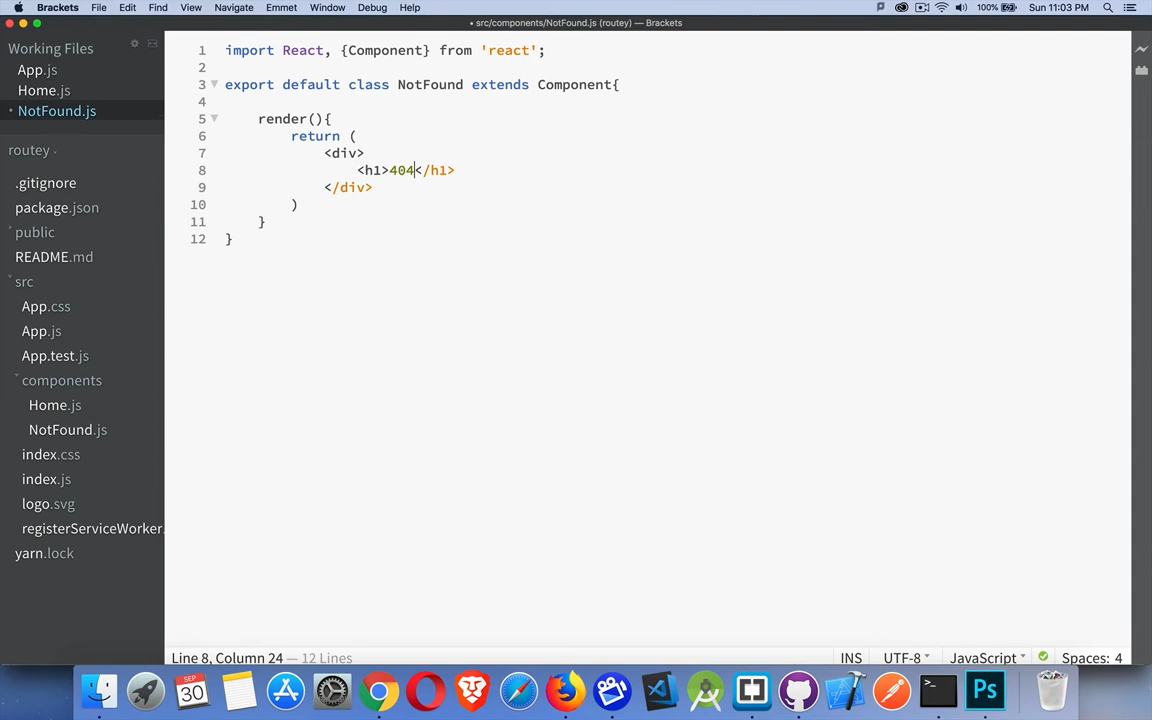 Brackets File Edit Find View Navigate Emmet Window Debug Help 100% Sun 11:03 PM
• src/components/NotFound.js (routey) — Brackets
Working Files
App.js
Home.js
• NotFound.js
routey
.gitignore
package.json
public
README.md
src
App.css
App.js
App.test.js
components
Home.js
NotFound.js
index.css
index.js
logo.svg
registerServiceWorker.
yarn.lock
1 import React, {Component} from 'react';
2
3 export default class NotFound extends Component{
4
5 render(){
6 return (
7 <div>
8 <h1>404</h1>
9 </div>
10 )
11 }
12 }
Line 8, Column 24 — 12 Lines INS UTF-8 JavaScript Spaces: 4
SEP
30
>_
Ps